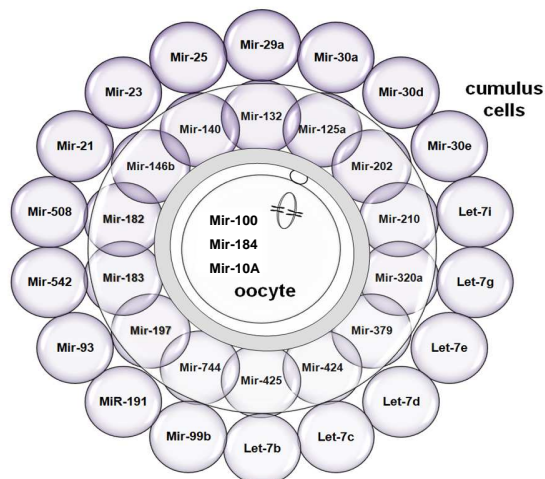 Mir-29a
Mir-25
Mir-30a
Mir-23
Mir-30d
cumulus
cells
Mir-132
Mir-140
Mir-125a
Mir-21
Mir-30e
Mir-146b
Mir-202
Mir-508
Mir-182
Mir-210
Let-7i
Mir-100
Mir-184
Mir-10A
oocyte
Mir-542
Mir-183
Mir-320a
Let-7g
Mir-197
Mir-379
Mir-93
Let-7e
Mir-744
Mir-425
Mir-424
MiR-191
Let-7d
Mir-99b
Let-7b
Let-7c